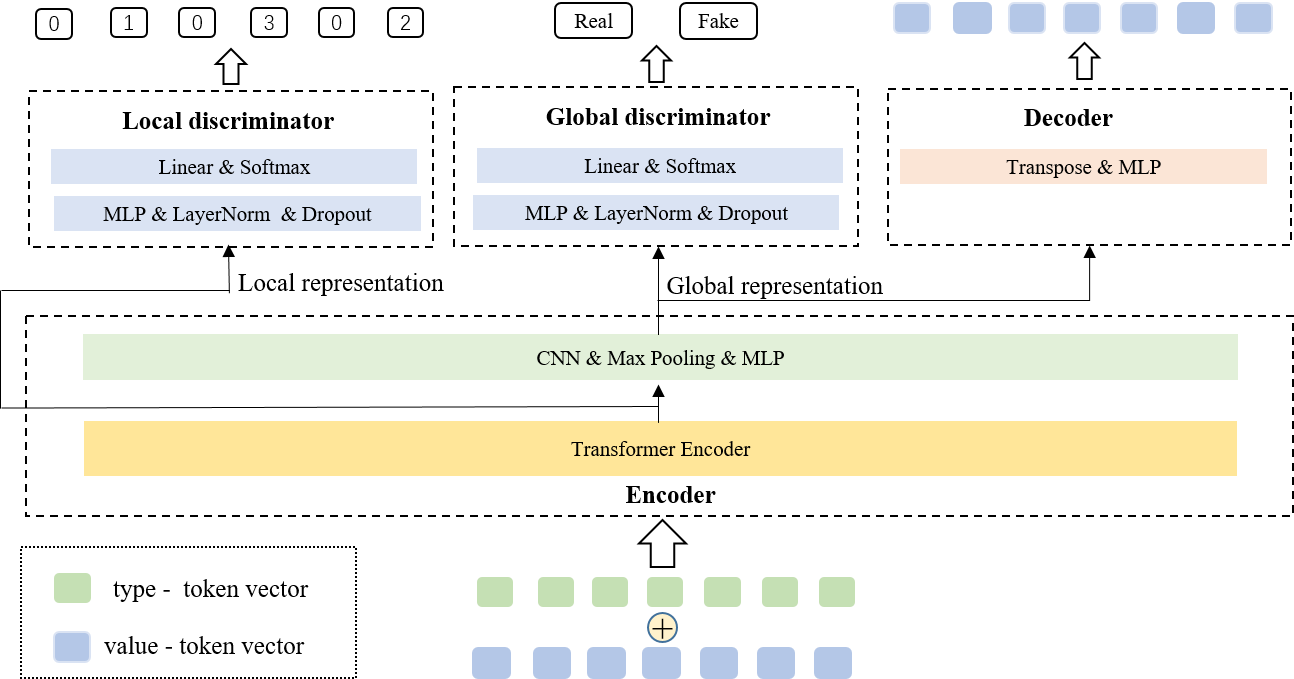 0 1 0 3 0 2
Real Fake
Local discriminator
Linear & Softmax
MLP & LayerNorm & Dropout
Global discriminator
Linear & Softmax
MLP & LayerNorm & Dropout
Decoder
Transpose & MLP
Local representation
Global representation
CNN & Max Pooling & MLP
Transformer Encoder
Encoder
type - token vector
value - token vector
+